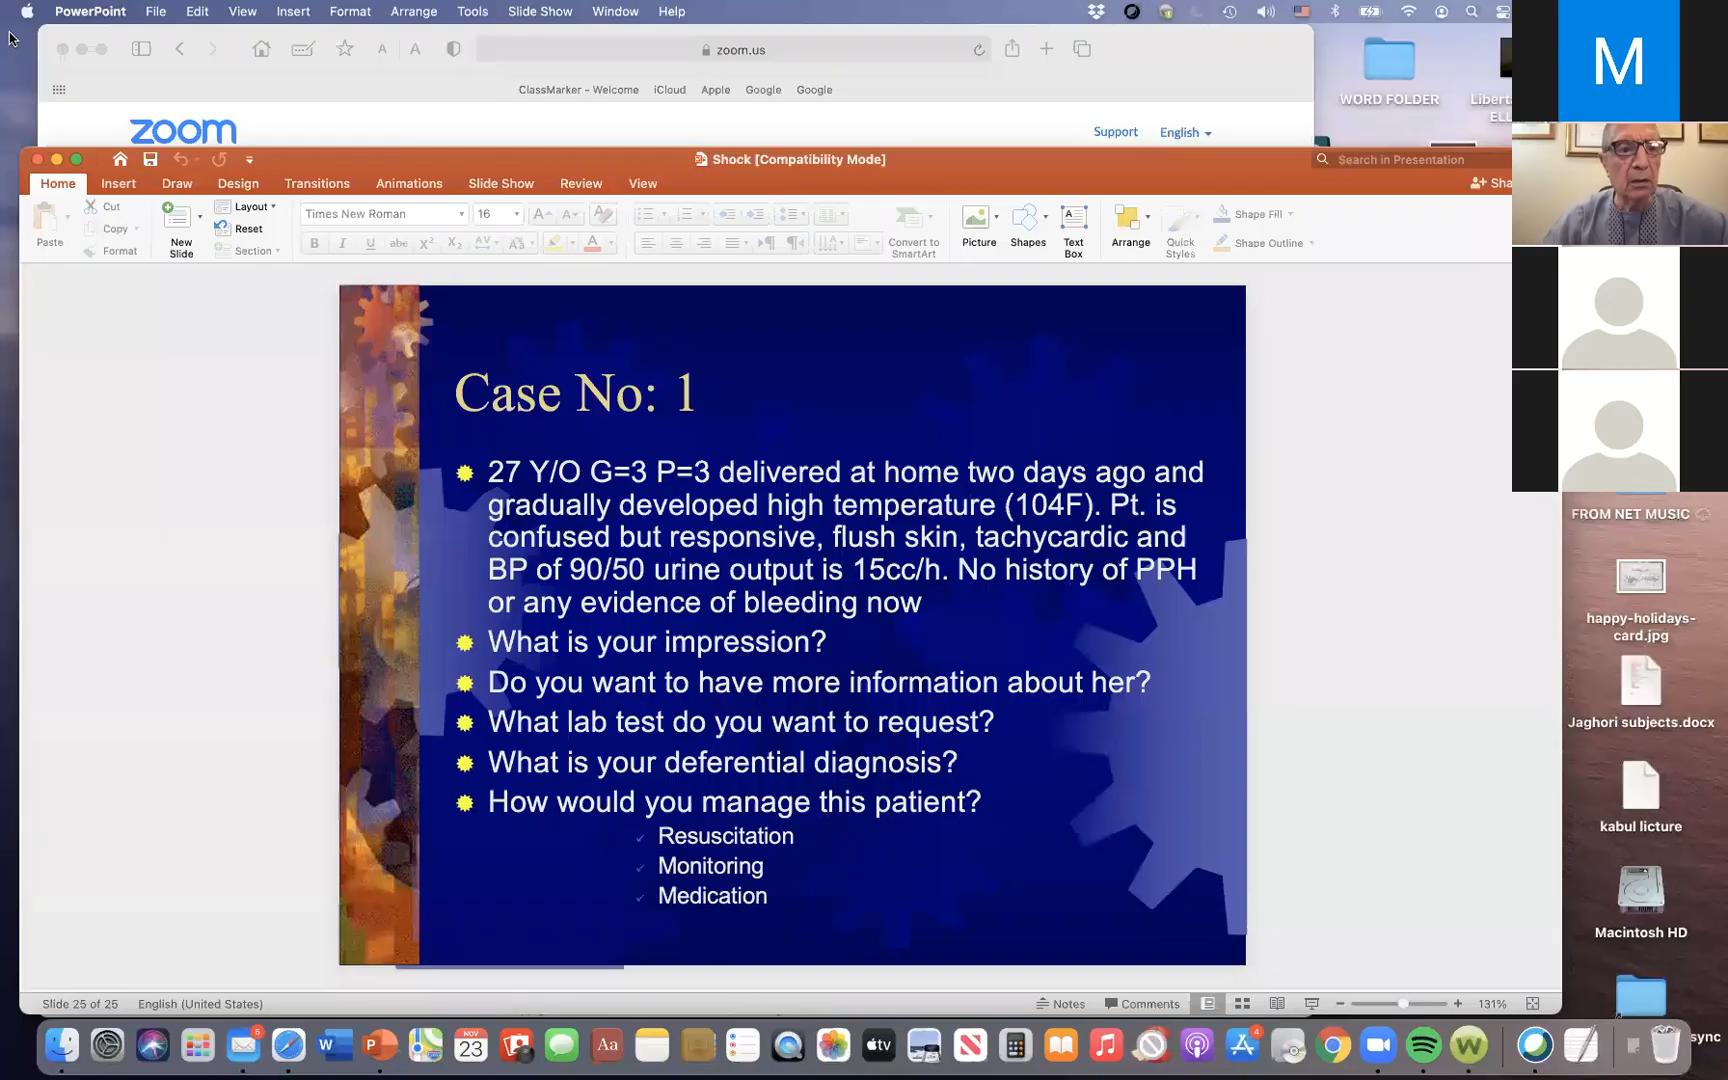 PowerPoint File Edit View Insert Format Arrange Tools Slide Show Window Help
zoom.us
ClassMarker - Welcome iCloud Apple Google Google
WORD FOLDER
zoom
Support English
M
Shock [Compatibility Mode]
Search in Presentation
Home Insert Draw Design Transitions Animations Slide Show Review View
Cut
Copy
Format
Paste
New
Slide
Layout
Reset
Section
Times New Roman 16
Convert to
SmartArt
Picture
Shapes
Text
Box
Arrange
Quick
Styles
Shape Fill
Shape Outline
Case No: 1
27 Y/O G=3 P=3 delivered at home two days ago and
gradually developed high temperature (104F). Pt. is
confused but responsive, flush skin, tachycardic and
BP of 90/50 urine output is 15cc/h. No history of PPH
or any evidence of bleeding now
What is your impression?
Do you want to have more information about her?
What lab test do you want to request?
What is your deferential diagnosis?
How would you manage this patient?
Resuscitation
Monitoring
Medication
FROM NET MUSIC
happy-holidays-
card.jpg
Jaghori subjects.docx
kabul licture
Macintosh HD
sync
Slide 25 of 25 English (United States)
Notes Comments 131%
NOV
23
tv